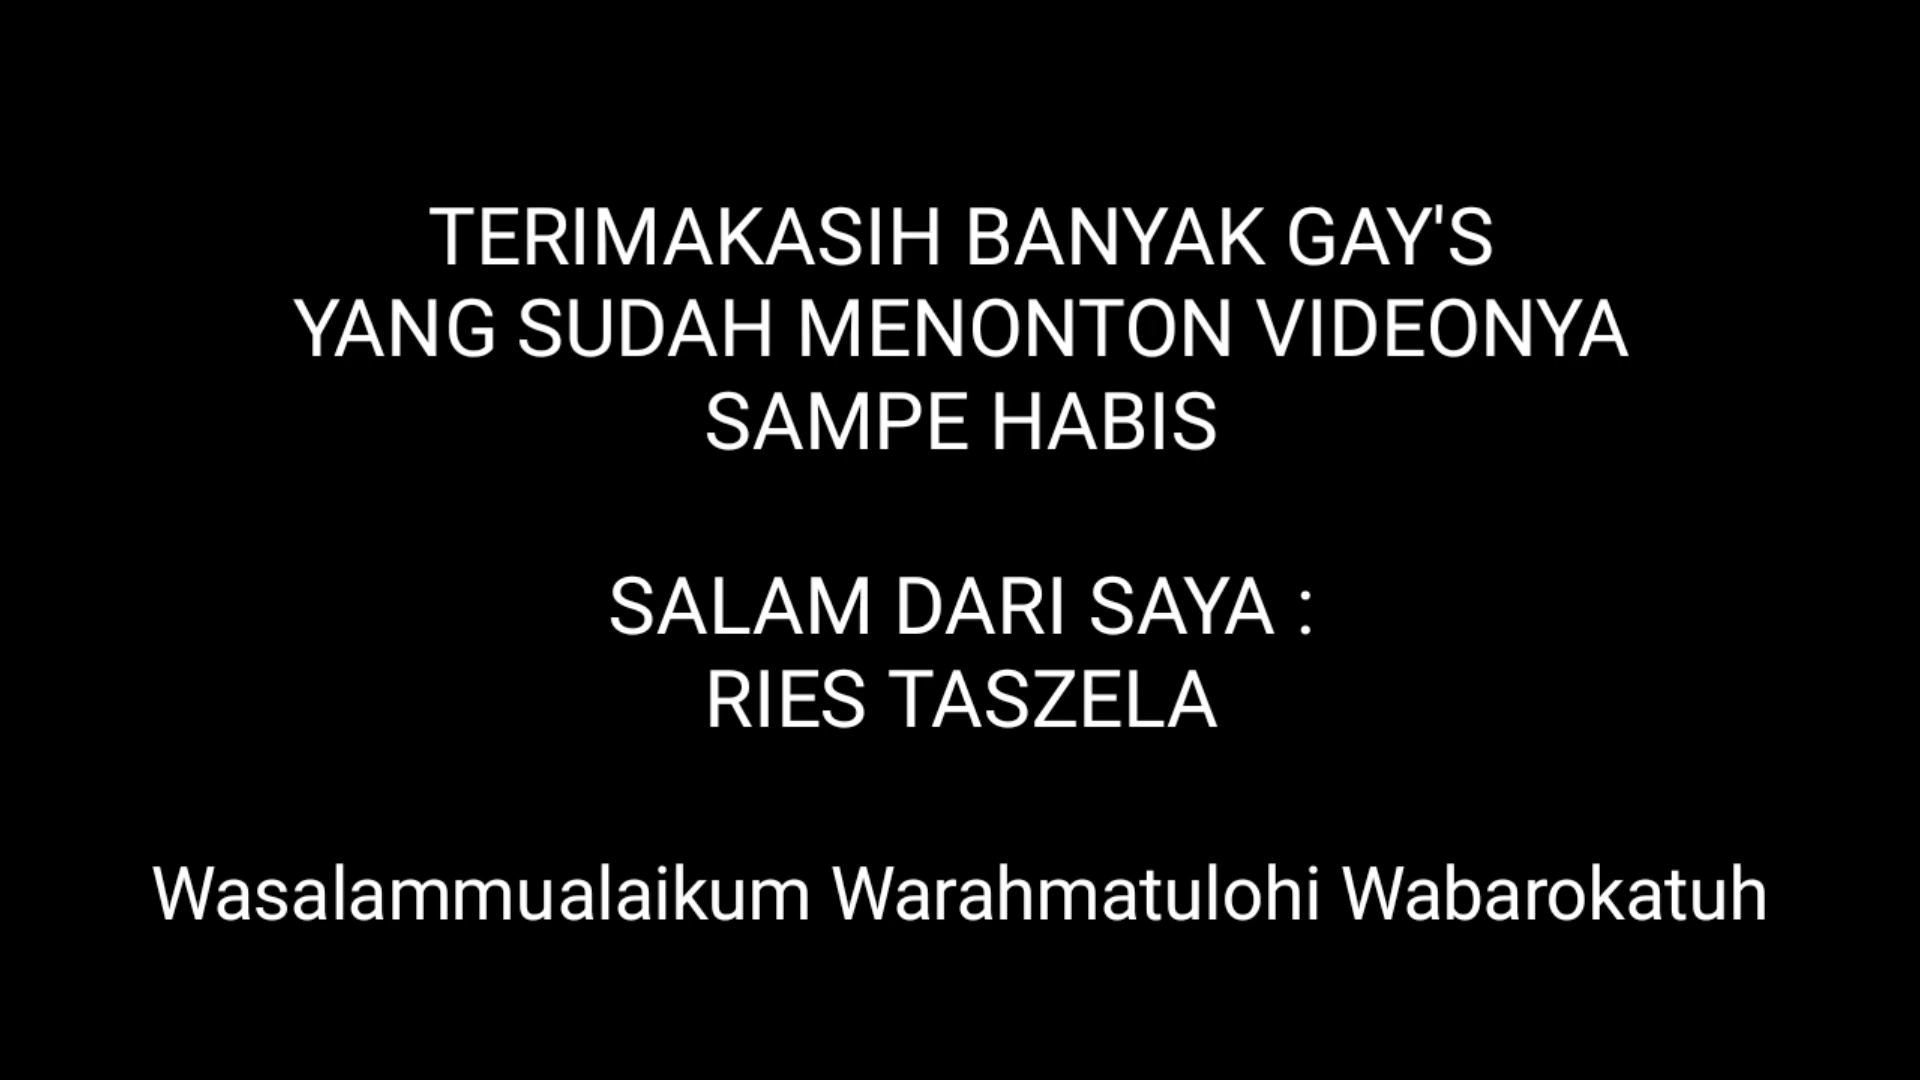 TERIMAKASIH BANYAK GAY'S
YANG SUDAH MENONTON VIDEONYA
SAMPE HABIS
SALAM DARI SAYA :
RIES TASZELA
Wasalammualaikum Warahmatulohi Wabarokatuh